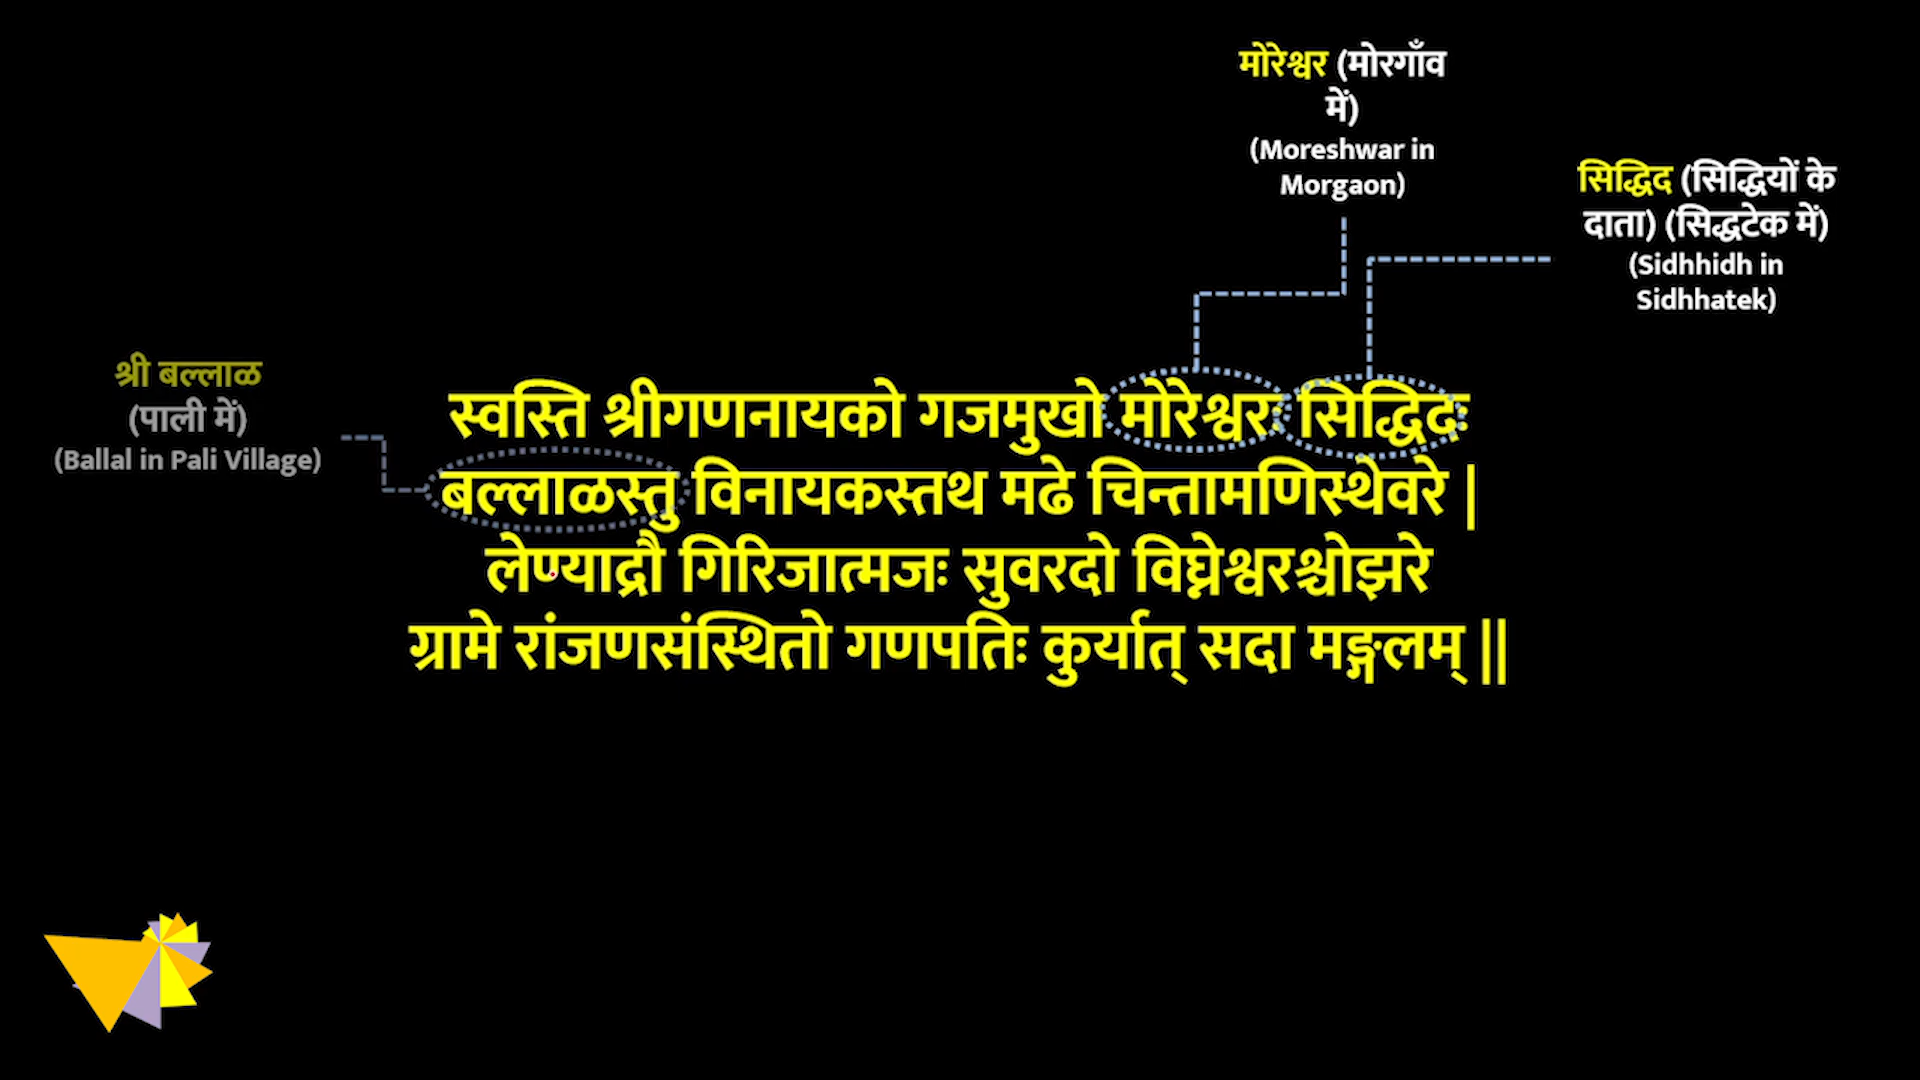 मोरेश्वर (मोरगाँव
में)
(Moreshwar in
Morgaon)
सिद्धिद (सिद्धियों के
दाता) (सिद्धटेक में)
(Sidhhidh in
Sidhhatek)
श्री बल्लाळ
(पाली में)
(Ballal in Pali Village)
स्वस्ति श्रीगणनायको गजमुखो मोरेश्वरः सिद्धिदः
बल्लाळस्तु विनायकस्तथ मढे चिन्तामणिस्थेवरे |
लेण्याद्रौ गिरिजात्मजः सुवरदो विघ्नेश्वरश्चोझरे
ग्रामे रांजणसंस्थितो गणपतिः कुर्यात् सदा मङ्गलम् ||